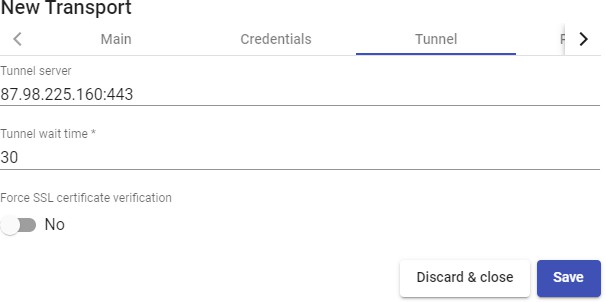 New Transport
Main Credentials Tunnel
Tunnel server
87.98.225.160:443
Tunnel wait time *
30
Force SSL certificate verification
No
Discard & close Save